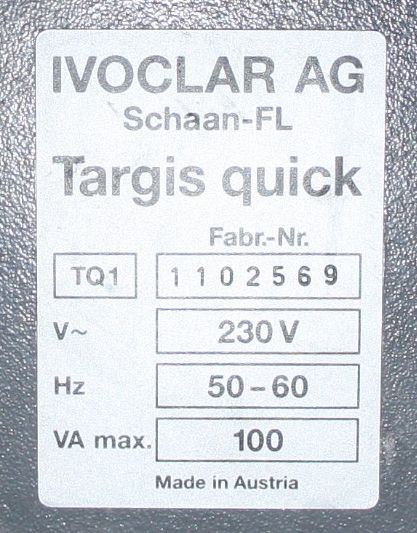 IVOCLAR AG
Schaan-FL
Targis quick
Fabr.-Nr.
TQ1 1102569
V~ 230 V
Hz 50-60
VA max. 100
Made in Austria